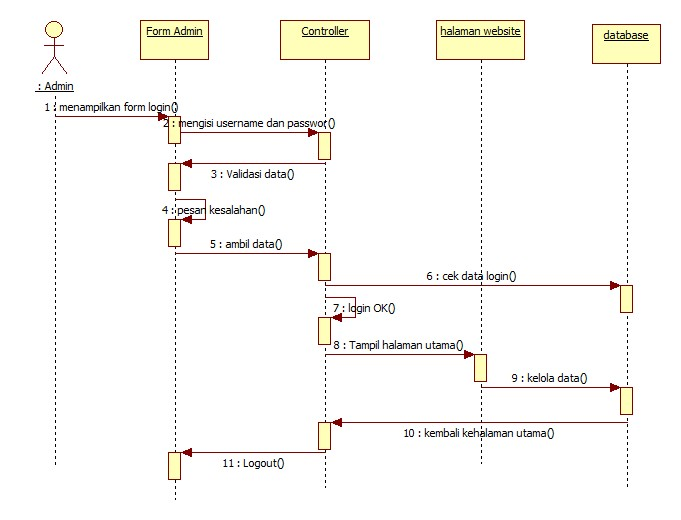 Form Admin
Controller
halaman website
database
: Admin
1 : menampilkan form login()
2 : mengisi username dan passwor()
3 : Validasi data()
4 : pesan kesalahan()
5 : ambil data()
6 : cek data login()
7 : login OK()
8 : Tampil halaman utama()
9 : kelola data()
10 : kembali kehalaman utama()
11 : Logout()